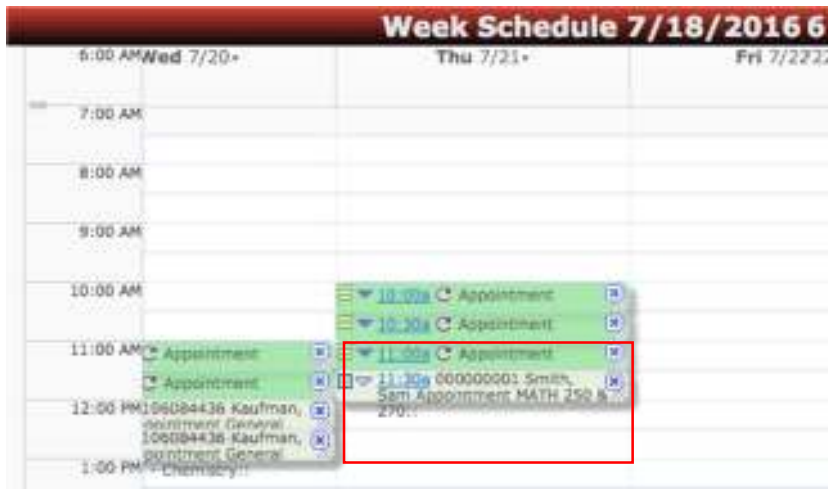 Week Schedule 7/18/2016 6
Wed 7/20
Thu 7/21
Fri 7/22
6:00 AM
7:00 AM
8:00 AM
9:00 AM
10:00 AM
10:00a Appointment
10:30a Appointment
11:00 AM
Appointment
11:00a Appointment
Appointment
11:30a 000000001 Smith,
Sam Appointment MATH 250 &
270::
12:00 PM
106084436 Kaufman,
pointment General
106084436 Kaufman,
pointment General
1:00 PM
- Chemistry::